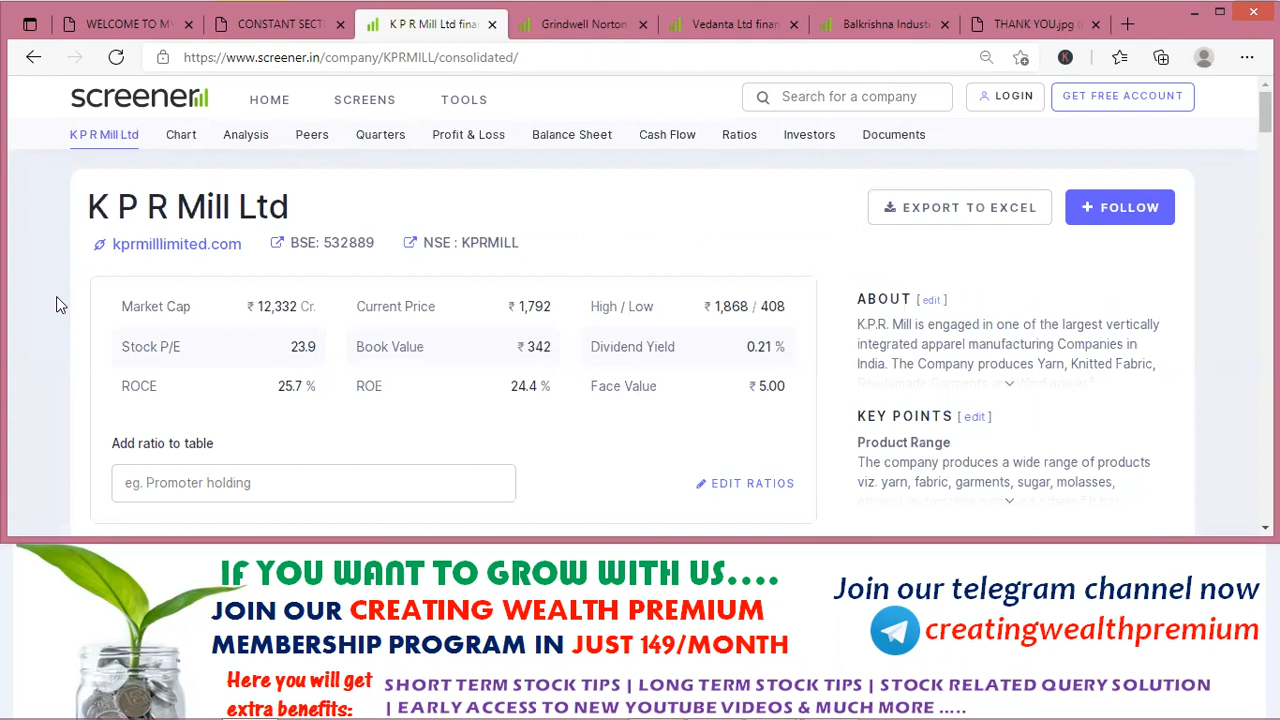 WELCOME TO M
CONSTANT SECT
K P R Mill Ltd finan
Grindwell Norton
Vedanta Ltd finan
Balkrishna Indust
THANK YOU.jpg (
https://www.screener.in/company/KPRMILL/consolidated/
screener
HOME
SCREENS
TOOLS
Search for a company
LOGIN
GET FREE ACCOUNT
K P R Mill Ltd
Chart
Analysis
Peers
Quarters
Profit & Loss
Balance Sheet
Cash Flow
Ratios
Investors
Documents
K P R Mill Ltd
EXPORT TO EXCEL
+ FOLLOW
kprmilllimited.com
BSE: 532889
NSE : KPRMILL
Market Cap ₹ 12,332 Cr.
Current Price ₹ 1,792
High / Low ₹ 1,868 / 408
Stock P/E 23.9
Book Value ₹ 342
Dividend Yield 0.21 %
ROCE 25.7 %
ROE 24.4 %
Face Value ₹ 5.00
Add ratio to table
eg. Promoter holding
EDIT RATIOS
ABOUT [ edit ]
K.P.R. Mill is engaged in one of the largest vertically
integrated apparel manufacturing Companies in
India. The Company produces Yarn, Knitted Fabric,
Readymade Garments and Wind power.
KEY POINTS [ edit ]
Product Range
The company produces a wide range of products
viz. yarn, fabric, garments, sugar, molasses,
IF YOU WANT TO GROW WITH US....
JOIN OUR CREATING WEALTH PREMIUM
MEMBERSHIP PROGRAM IN JUST 149/MONTH
Here you will get
extra benefits:
SHORT TERM STOCK TIPS | LONG TERM STOCK TIPS | STOCK RELATED QUERY SOLUTION
| EARLY ACCESS TO NEW YOUTUBE VIDEOS & MUCH MORE .....
Join our telegram channel now
creatingwealthpremium